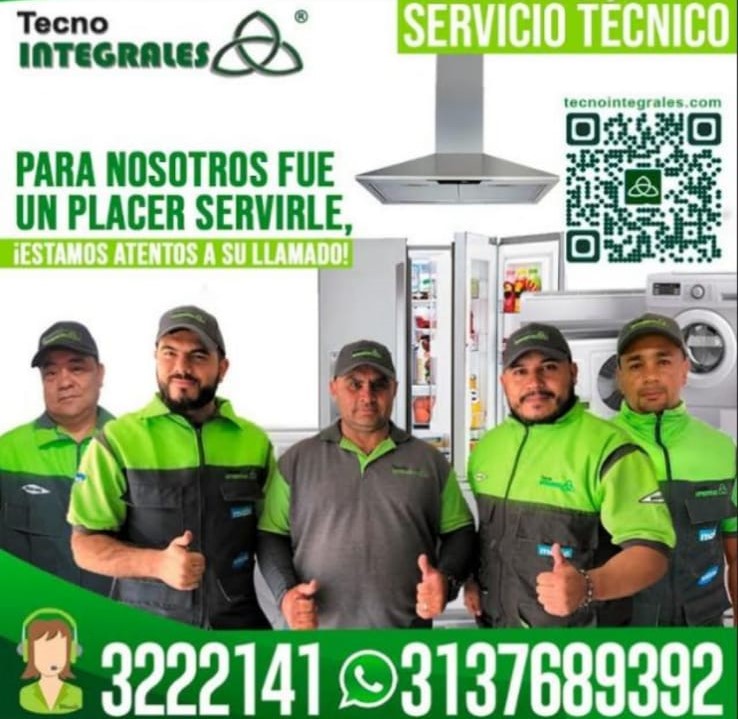 Tecno
INTEGRALES ®
SERVICIO TÉCNICO
tecnointegrales.com
PARA NOSOTROS FUE
UN PLACER SERVIRLE,
¡ESTAMOS ATENTOS A SU LLAMADO!
3222141 3137689392